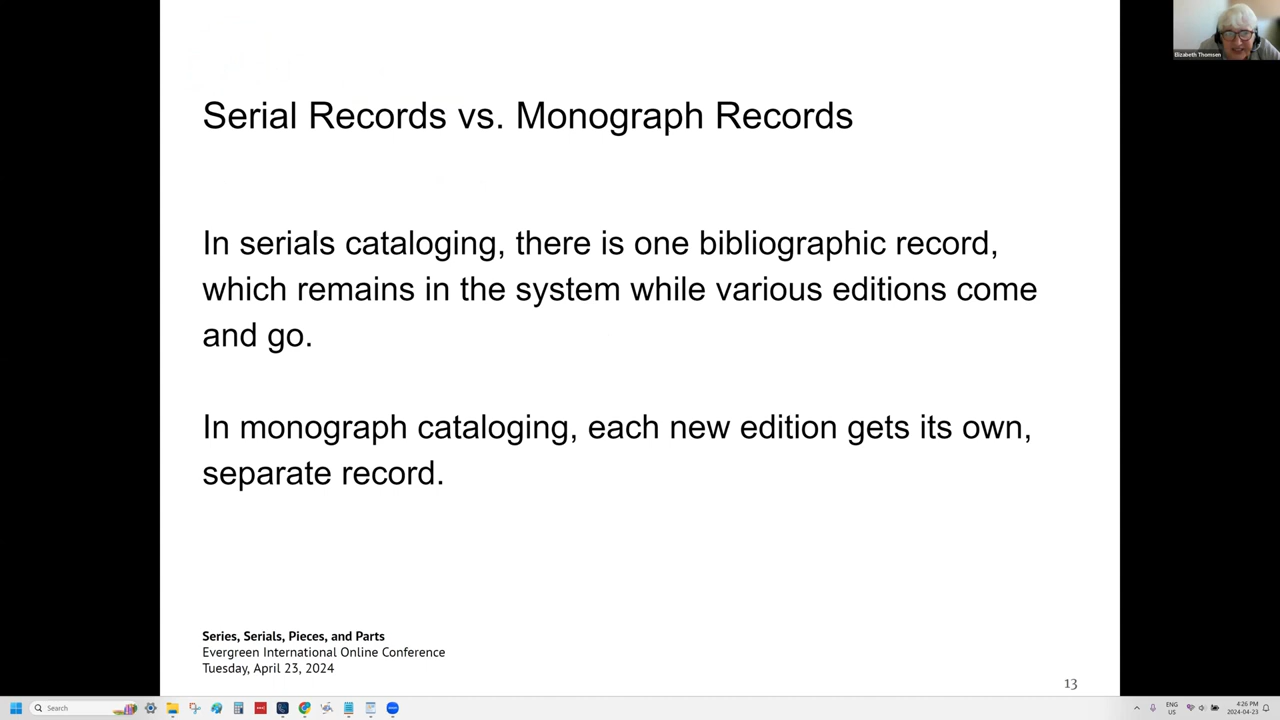 Elizabeth Thomsen
Serial Records vs. Monograph Records
In serials cataloging, there is one bibliographic record,
which remains in the system while various editions come
and go.
In monograph cataloging, each new edition gets its own,
separate record.
Series, Serials, Pieces, and Parts
Evergreen International Online Conference
Tuesday, April 23, 2024
13
Search
ENG
US
4:26 PM
2024-04-23